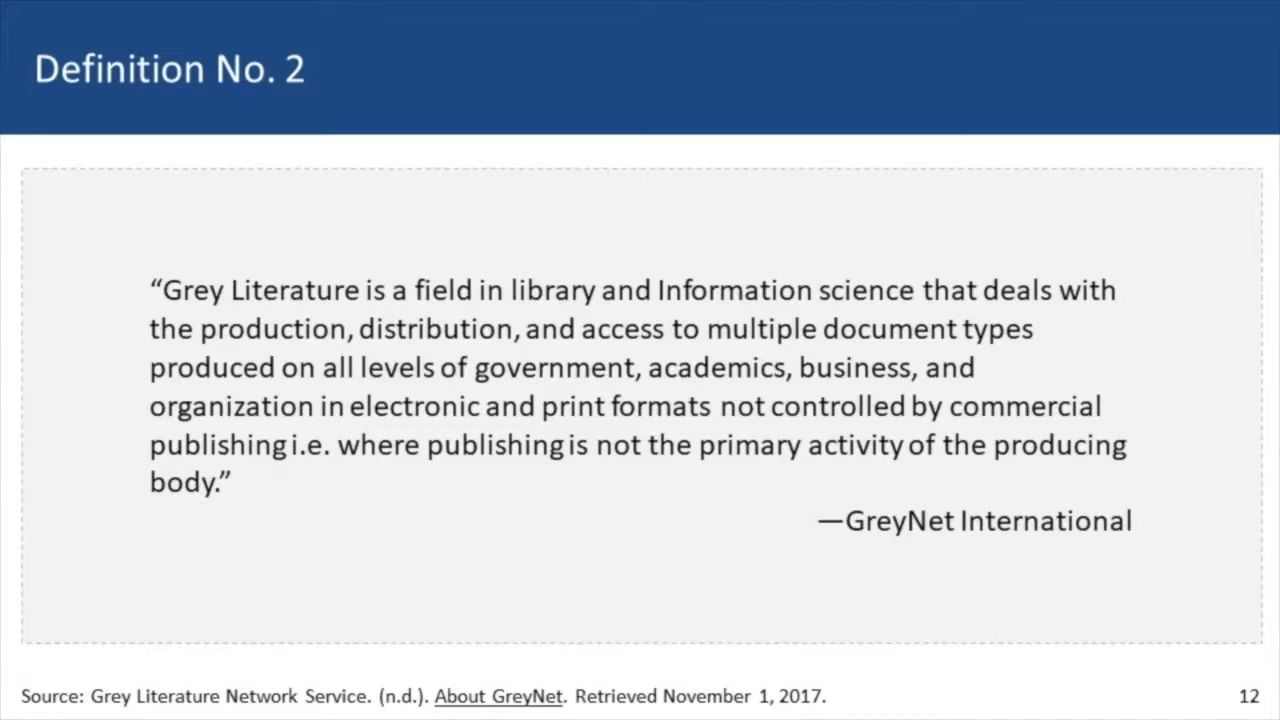 Definition No. 2
“Grey Literature is a field in library and Information science that deals with
the production, distribution, and access to multiple document types
produced on all levels of government, academics, business, and
organization in electronic and print formats not controlled by commercial
publishing i.e. where publishing is not the primary activity of the producing
body.”
—GreyNet International
Source: Grey Literature Network Service. (n.d.). About GreyNet. Retrieved November 1, 2017.
12